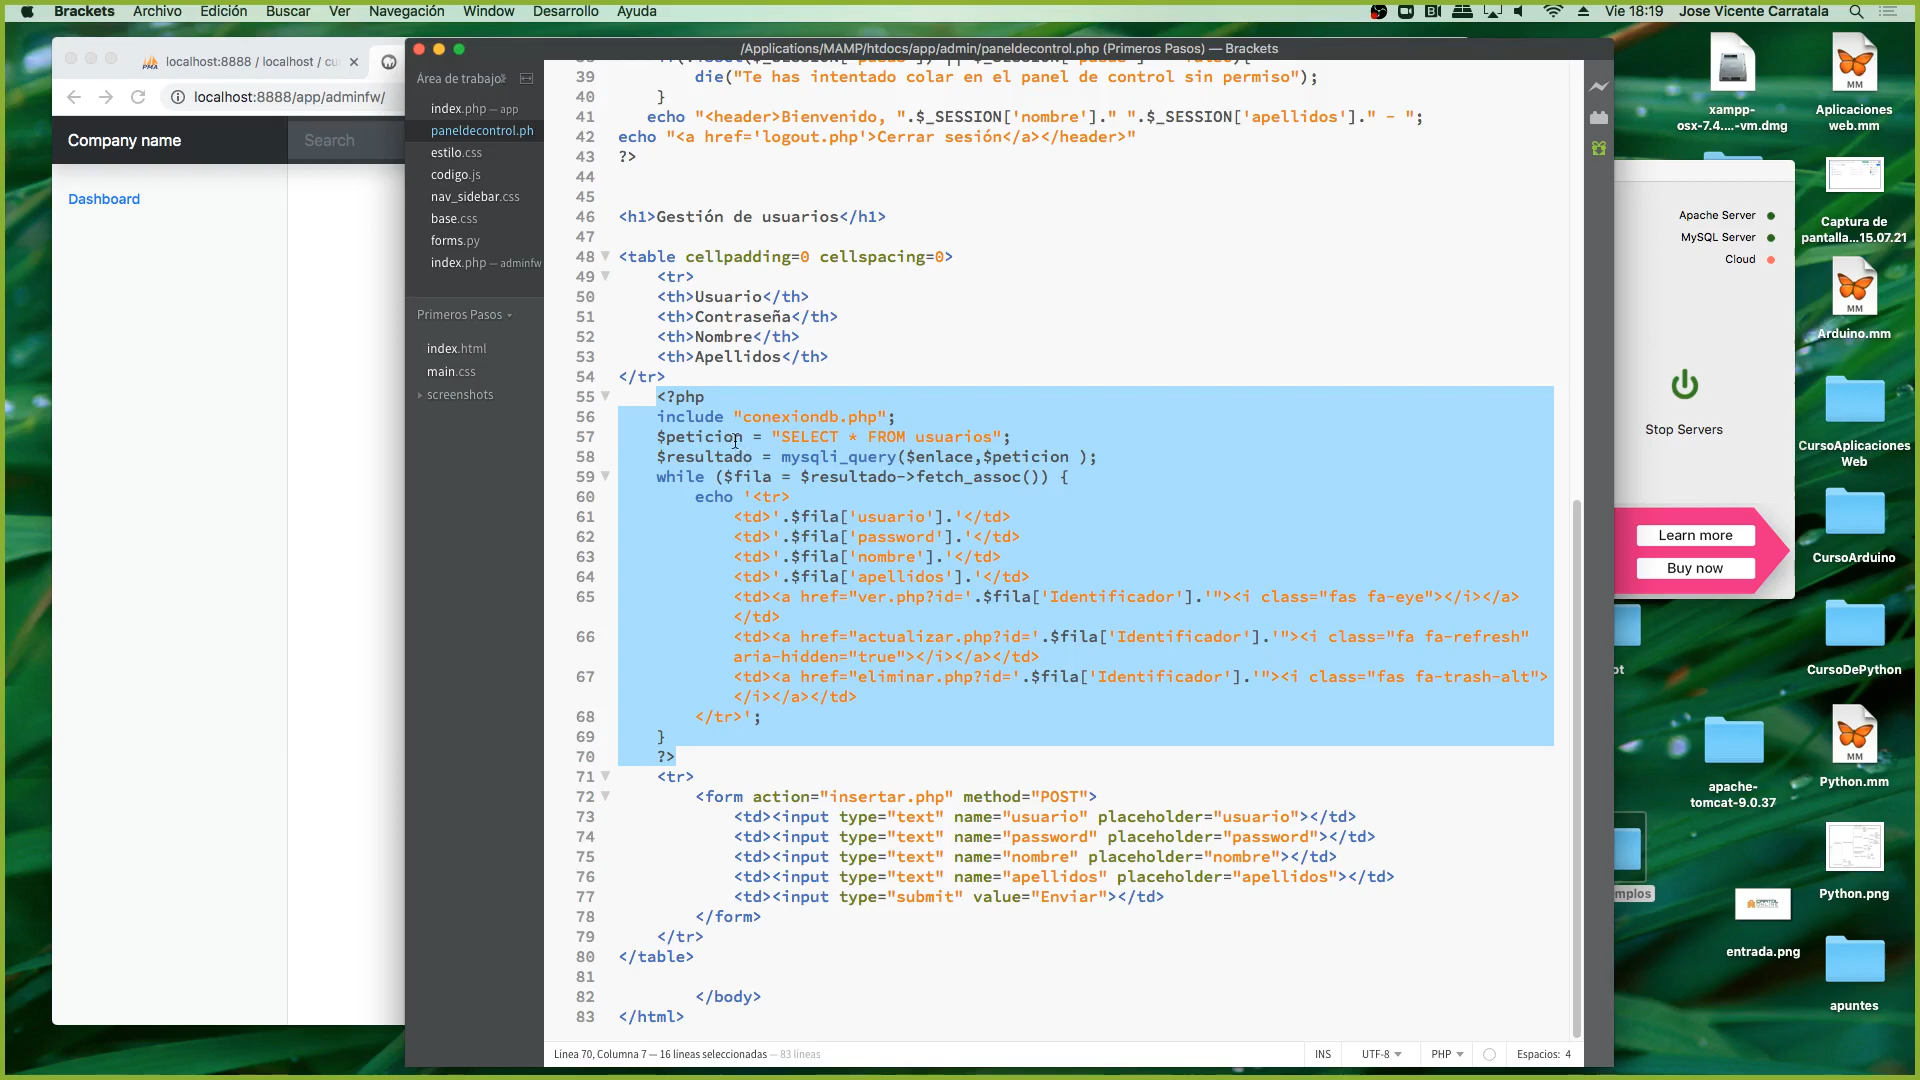 Brackets Archivo Edición Buscar Ver Navegación Window Desarrollo Ayuda
Vie 18:19 Jose Vicente Carratala
/Applications/MAMP/htdocs/app/admin/paneldecontrol.php (Primeros Pasos) — Brackets
PMA localhost:8888 / localhost / cu
localhost:8888/app/adminfw/
Company name
Search
Dashboard
Área de trabajo
index.php — app
paneldecontrol.ph
estilo.css
codigo.js
nav_sidebar.css
base.css
forms.py
index.php — adminfw
Primeros Pasos
index.html
main.css
screenshots
39 die("Te has intentado colar en el panel de control sin permiso");
40 }
41 echo "<header>Bienvenido, ".$_SESSION['nombre']." ".$_SESSION['apellidos']." - ";
42 echo "<a href='logout.php'>Cerrar sesión</a></header>"
43 ?>
44
45
46 <h1>Gestión de usuarios</h1>
47
48 <table cellpadding=0 cellspacing=0>
49 <tr>
50 <th>Usuario</th>
51 <th>Contraseña</th>
52 <th>Nombre</th>
53 <th>Apellidos</th>
54 </tr>
55 <?php
56 include "conexiondb.php";
57 $peticion = "SELECT * FROM usuarios";
58 $resultado = mysqli_query($enlace,$peticion );
59 while ($fila = $resultado->fetch_assoc()) {
60 echo '<tr>
61 <td>'.$fila['usuario'].'</td>
62 <td>'.$fila['password'].'</td>
63 <td>'.$fila['nombre'].'</td>
64 <td>'.$fila['apellidos'].'</td>
65 <td><a href="ver.php?id='.$fila['Identificador'].'"><i class="fas fa-eye"></i></a>
</td>
66 <td><a href="actualizar.php?id='.$fila['Identificador'].'"><i class="fa fa-refresh"
aria-hidden="true"></i></a></td>
67 <td><a href="eliminar.php?id='.$fila['Identificador'].'"><i class="fas fa-trash-alt">
</i></a></td>
68 </tr>';
69 }
70 ?>
71 <tr>
72 <form action="insertar.php" method="POST">
73 <td><input type="text" name="usuario" placeholder="usuario"></td>
74 <td><input type="text" name="password" placeholder="password"></td>
75 <td><input type="text" name="nombre" placeholder="nombre"></td>
76 <td><input type="text" name="apellidos" placeholder="apellidos"></td>
77 <td><input type="submit" value="Enviar"></td>
78 </form>
79 </tr>
80 </table>
81
82 </body>
83 </html>
Línea 70, Columna 7 — 16 líneas seleccionadas — 83 líneas
INS UTF-8 PHP Espacios: 4
Apache Server
MySQL Server
Cloud
Stop Servers
Learn more
Buy now
xampp-
osx-7.4....-vm.dmg
MM
Aplicaciones
web.mm
Captura de
pantalla...15.07.21
MM
Arduino.mm
CursoAplicaciones
Web
CursoArduino
CursoDePython
apache-
tomcat-9.0.37
MM
Python.mm
mplos
Python.png
entrada.png
apuntes